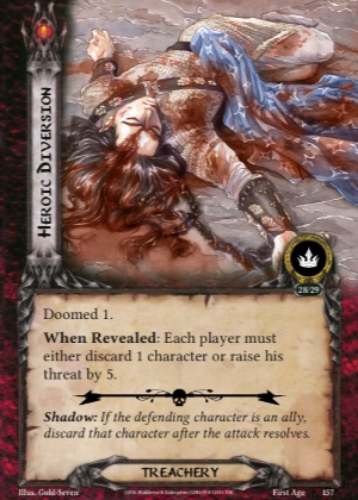 HEROIC DIVERSION
28/29
Doomed 1.
When Revealed: Each player must
either discard 1 character or raise his
threat by 5.
Shadow: If the defending character is an ally,
discard that character after the attack resolves.
TREACHERY
Illus. Gold-Seven
First Age
157